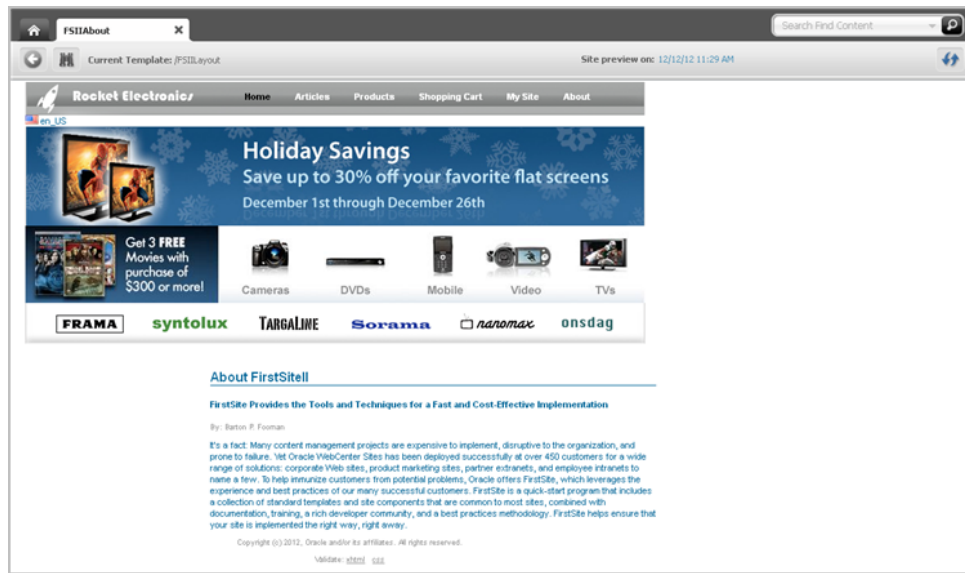 FSIIAbout
Search Find Content
Current Template: /FSIILayout
Site preview on: 12/12/12 11:29 AM
Rocket Electronics
Home Articles Products Shopping Cart My Site About
en_US
Holiday Savings
Save up to 30% off your favorite flat screens
December 1st through December 26th
Get 3 FREE
Movies with
purchase of
$300 or more!
Cameras DVDs Mobile Video TVs
FRAMA syntolux TARGALINE Sorama nanomax onsdag
About FirstSiteII
FirstSite Provides the Tools and Techniques for a Fast and Cost-Effective Implementation
By: Barton P. Fooman
It's a fact: Many content management projects are expensive to implement, disruptive to the organization, and
prone to failure. Yet Oracle WebCenter Sites has been deployed successfully at over 450 customers for a wide
range of solutions: corporate Web sites, product marketing sites, partner extranets, and employee intranets to
name a few. To help immunize customers from potential problems, Oracle offers FirstSite, which leverages the
experience and best practices of our many successful customers. FirstSite is a quick-start program that includes
a collection of standard templates and site components that are common to most sites, combined with
documentation, training, a rich developer community, and a best practices methodology. FirstSite helps ensure that
your site is implemented the right way, right away.
Copyright (c) 2012, Oracle and/or its affiliates. All rights reserved.
Validate: xhtml css